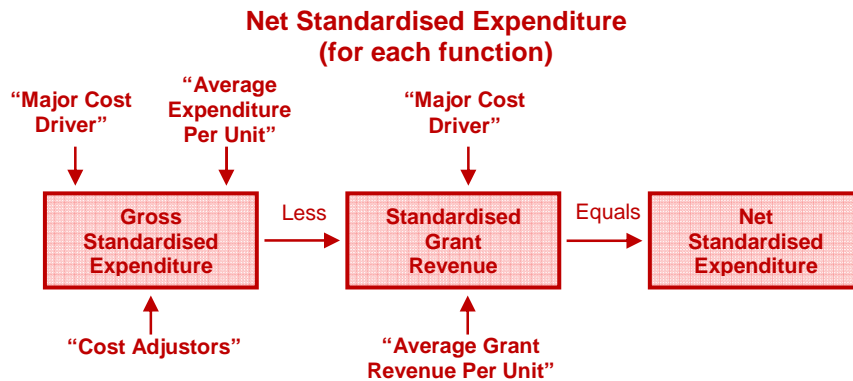 Net Standardised Expenditure
(for each function)
“Major Cost
Driver”
“Average
Expenditure
Per Unit”
“Major Cost
Driver”
Gross
Standardised
Expenditure
Less
Standardised
Grant
Revenue
Equals
Net
Standardised
Expenditure
“Cost Adjustors”
“Average Grant
Revenue Per Unit”